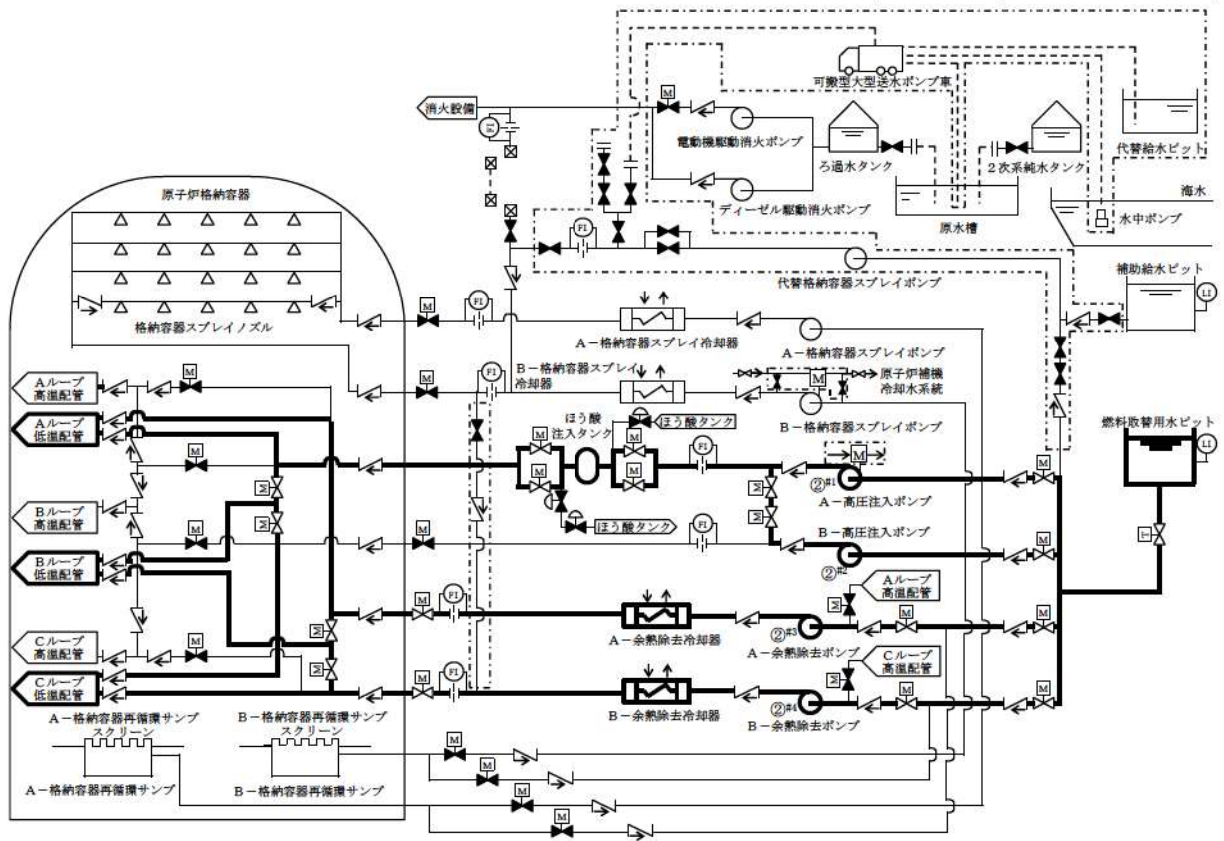 可搬型大型送水ポンプ車
消火設備
M
FI
電動機駆動消火ポンプ
ろ過水タンク
2次系純水タンク
代替給水ピット
ディーゼル駆動消火ポンプ
原水槽
海水
水中ポンプ
FI
代替格納容器スプレイポンプ
補助給水ピット
LI
原子炉格納容器
格納容器スプレイノズル
M
FI
A-格納容器スプレイ冷却器
A-格納容器スプレイポンプ
B-格納容器スプレイ
冷却器
M
FI
M
原子炉補機
冷却水系統
B-格納容器スプレイポンプ
燃料取替用水ピット
LI
T
Aループ
高温配管
M
Aループ
低温配管
M
M
M
ほう酸
注入タンク
M
M
ほう酸タンク
M
M
FI
M
②#1
A-高圧注入ポンプ
M
ほう酸タンク
M
M
Bループ
高温配管
M
M
FI
B-高圧注入ポンプ
②#2
M
Bループ
低温配管
Aループ
高温配管
M
M
M
FI
A-余熱除去冷却器
②#3
A-余熱除去ポンプ
M
M
Cループ
高温配管
M
M
Cループ
低温配管
Cループ
高温配管
M
M
FI
B-余熱除去冷却器
②#4
B-余熱除去ポンプ
M
M
A-格納容器再循環サンプ
スクリーン
B-格納容器再循環サンプ
スクリーン
A-格納容器再循環サンプ
B-格納容器再循環サンプ
M
M
M
M